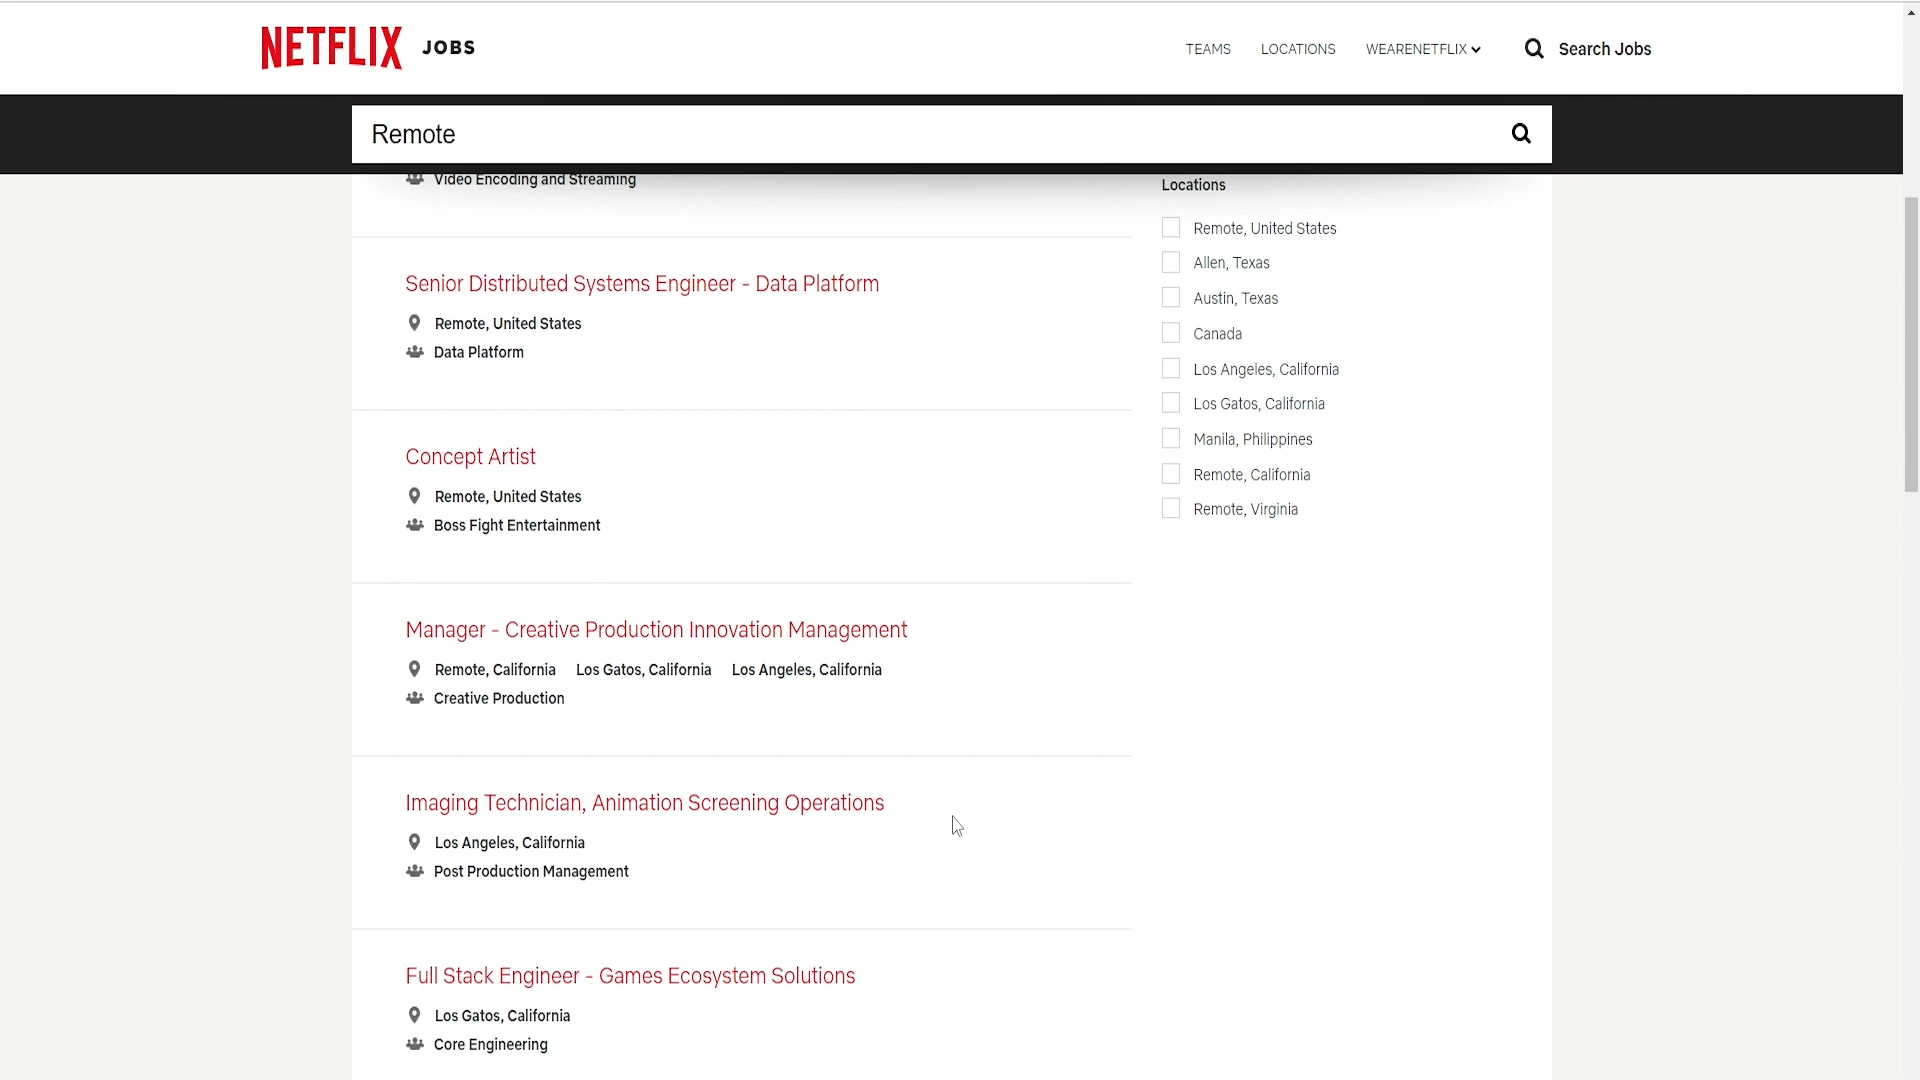 NETFLIX JOBS
TEAMS LOCATIONS WEARENETFLIX Search Jobs
Remote
Video Encoding and Streaming
Senior Distributed Systems Engineer - Data Platform
Remote, United States
Data Platform
Concept Artist
Remote, United States
Boss Fight Entertainment
Manager - Creative Production Innovation Management
Remote, California Los Gatos, California Los Angeles, California
Creative Production
Imaging Technician, Animation Screening Operations
Los Angeles, California
Post Production Management
Full Stack Engineer - Games Ecosystem Solutions
Los Gatos, California
Core Engineering
Locations
Remote, United States
Allen, Texas
Austin, Texas
Canada
Los Angeles, California
Los Gatos, California
Manila, Philippines
Remote, California
Remote, Virginia